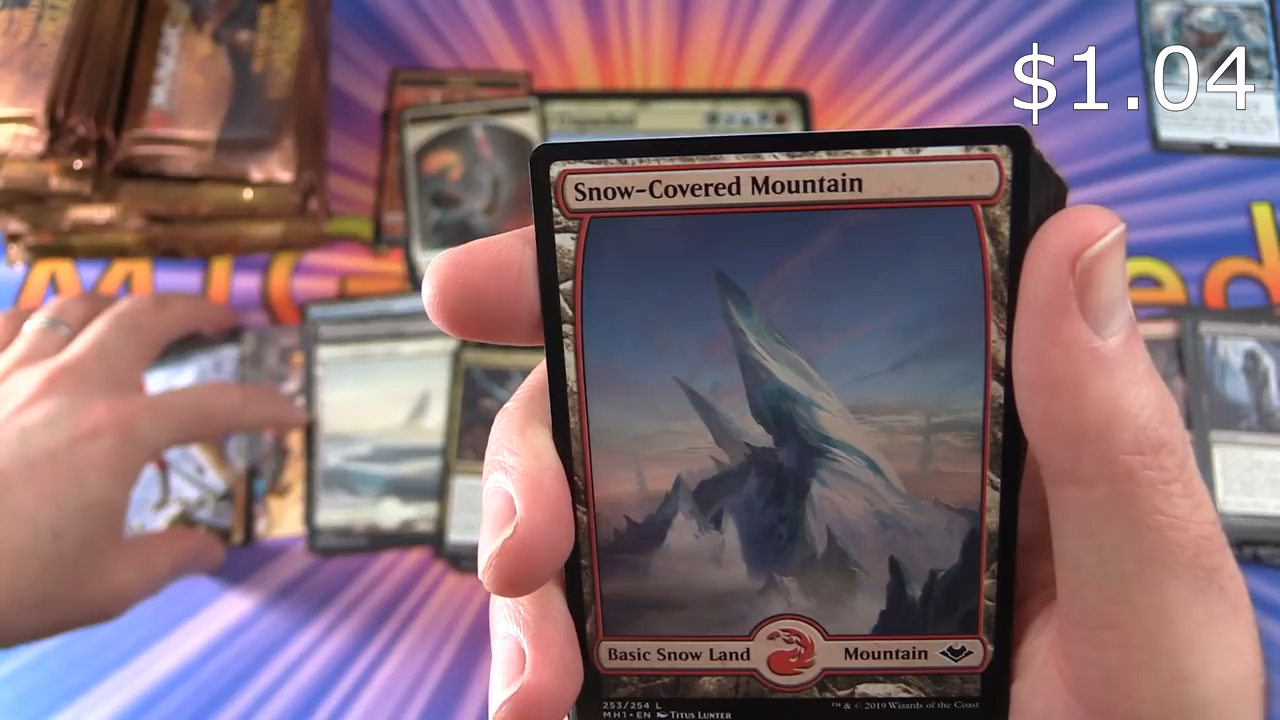 $1.04
MAGIC
Snow-Covered Mountain
Basic Snow Land
Mountain
253/254 L
MH1 • EN Titus Lunter
™ & © 2019 Wizards of the Coast